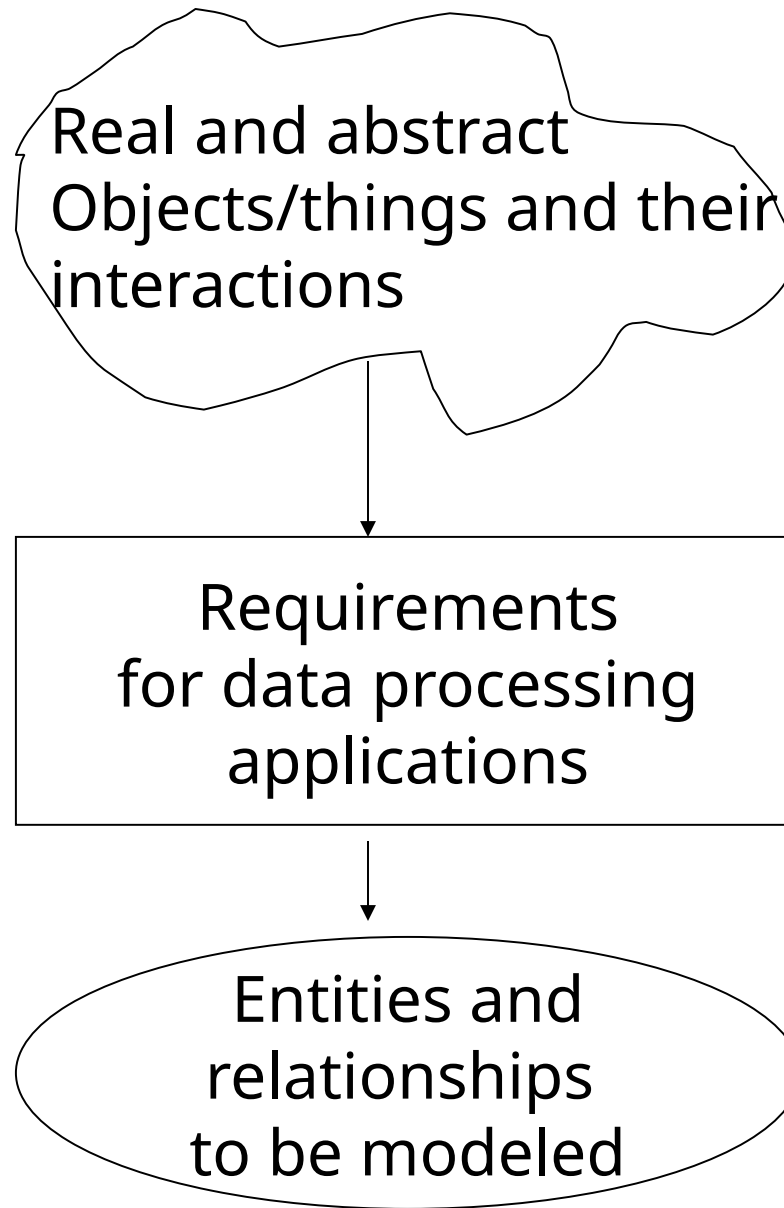 Real and abstract
Objects/things and their
interactions
Requirements
for data processing
applications
Entities and
relationships
to be modeled